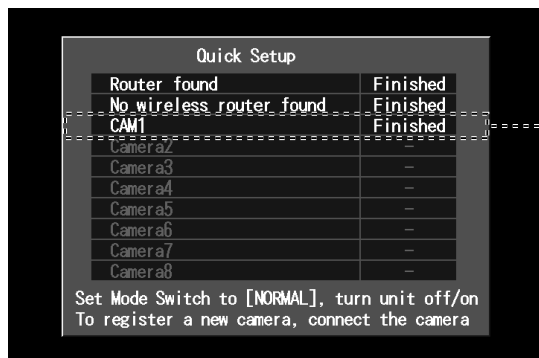 Quick Setup
Router found Finished
No wireless router found Finished
CAM1 Finished
Camera2 -
Camera3 -
Camera4 -
Camera5 -
Camera6 -
Camera7 -
Camera8 -
Set Mode Switch to [NORMAL], turn unit off/on
To register a new camera, connect the camera